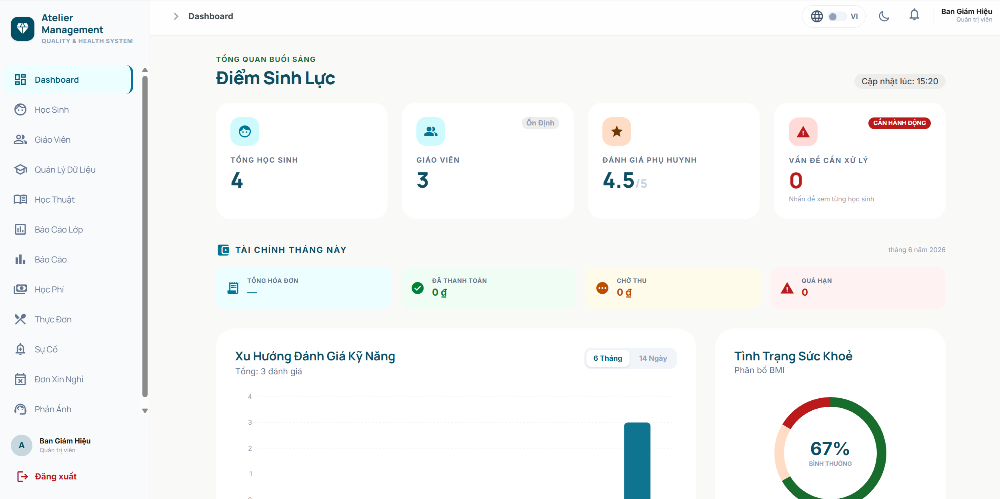 Atelier
Management
QUALITY & HEALTH SYSTEM
Dashboard
Học Sinh
Giáo Viên
Quản Lý Dữ Liệu
Học Thuật
Báo Cáo Lớp
Báo Cáo
Học Phí
Thực Đơn
Sự Cố
Đơn Xin Nghỉ
Phản Ánh
A
Ban Giám Hiệu
Quản trị viên
Đăng xuất
Dashboard
VI
Ban Giám Hiệu
Quản trị viên
TỔNG QUAN BUỔI SÁNG
Điểm Sinh Lực
Cập nhật lúc: 15:20
TỔNG HỌC SINH
4
Ổn Định
GIÁO VIÊN
3
ĐÁNH GIÁ PHỤ HUYNH
4.5/5
CẦN HÀNH ĐỘNG
VẤN ĐỀ CẦN XỬ LÝ
0
Nhấn để xem từng học sinh
TÀI CHÍNH THÁNG NÀY
tháng 6 năm 2026
TỔNG HÓA ĐƠN
—
ĐÃ THANH TOÁN
0 ₫
CHỜ THU
0 ₫
QUÁ HẠN
0
Xu Hướng Đánh Giá Kỹ Năng
Tổng: 3 đánh giá
6 Tháng
14 Ngày
4
3
2
1
Tình Trạng Sức Khoẻ
Phân bố BMI
67%
BÌNH THƯỜNG